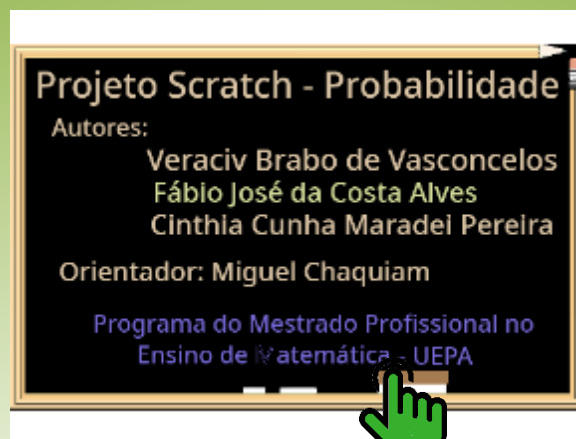 Projeto Scratch - Probabilidade
Autores:
Veraciv Brabo de Vasconcelos
Fábio José da Costa Alves
Cinthia Cunha Maradei Pereira
Orientador: Miguel Chaquiam
Programa do Mestrado Profissional no
Ensino de Matemática - UEPA